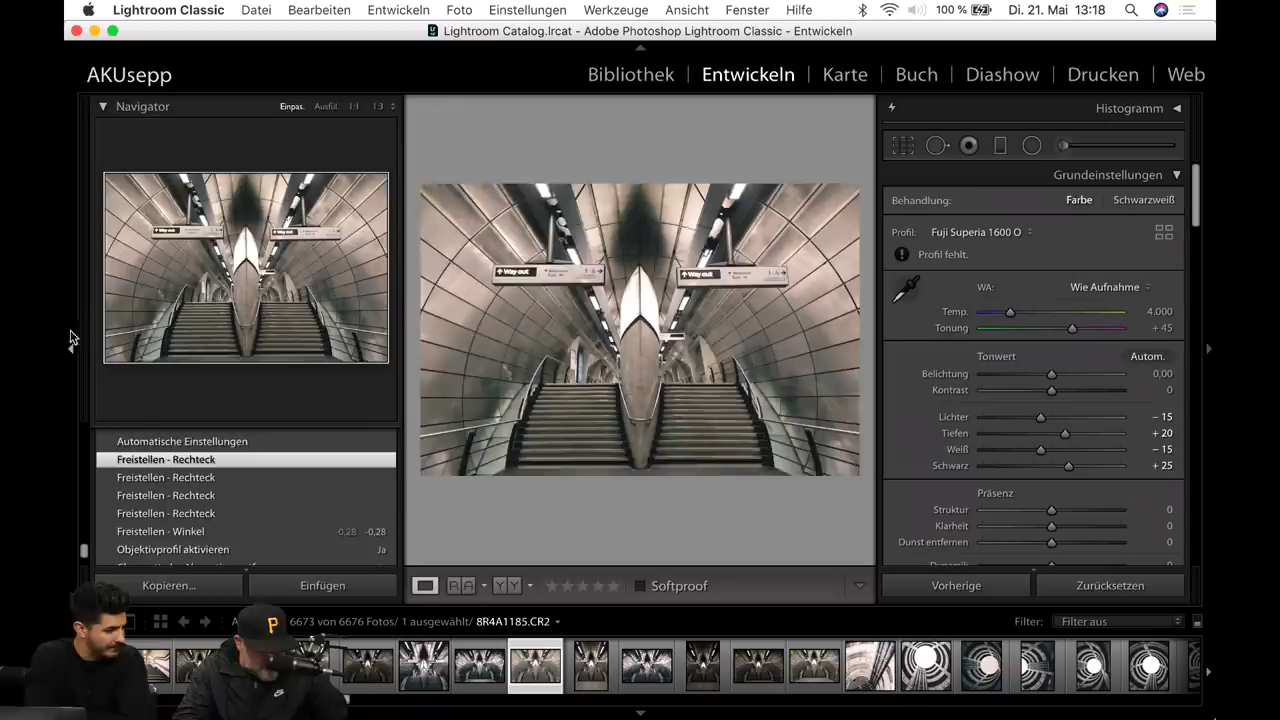 Lightroom Classic Datei Bearbeiten Entwickeln Foto Einstellungen Werkzeuge Ansicht Fenster Hilfe 100 % Di. 21. Mai 13:18
Lightroom Catalog.lrcat - Adobe Photoshop Lightroom Classic - Entwickeln
AKUsepp
Bibliothek | Entwickeln | Karte | Buch | Diashow | Drucken | Web
Navigator Einpas. Ausfül. 1:1 1:3
Histogramm
Grundeinstellungen
Behandlung: Farbe Schwarzweiß
Profil: Fuji Superia 1600 O
Profil fehlt.
WA: Wie Aufnahme
Temp. 4.000
Tonung + 45
Tonwert Autom.
Belichtung 0,00
Kontrast 0
Lichter – 15
Tiefen + 20
Weiß – 15
Schwarz + 25
Präsenz
Struktur 0
Klarheit 0
Dunst entfernen 0
Way out
Way out
Way out
Way out
Automatische Einstellungen
Freistellen - Rechteck
Freistellen - Rechteck
Freistellen - Rechteck
Freistellen - Rechteck
Freistellen - Winkel -0,28 -0,28
Objektivprofil aktivieren Ja
Kopieren... Einfügen
RA YY Softproof
Vorherige Zurücksetzen
6673 von 6676 Fotos/ 1 ausgewählt/ 8R4A1185.CR2
Filter: Filter aus
P